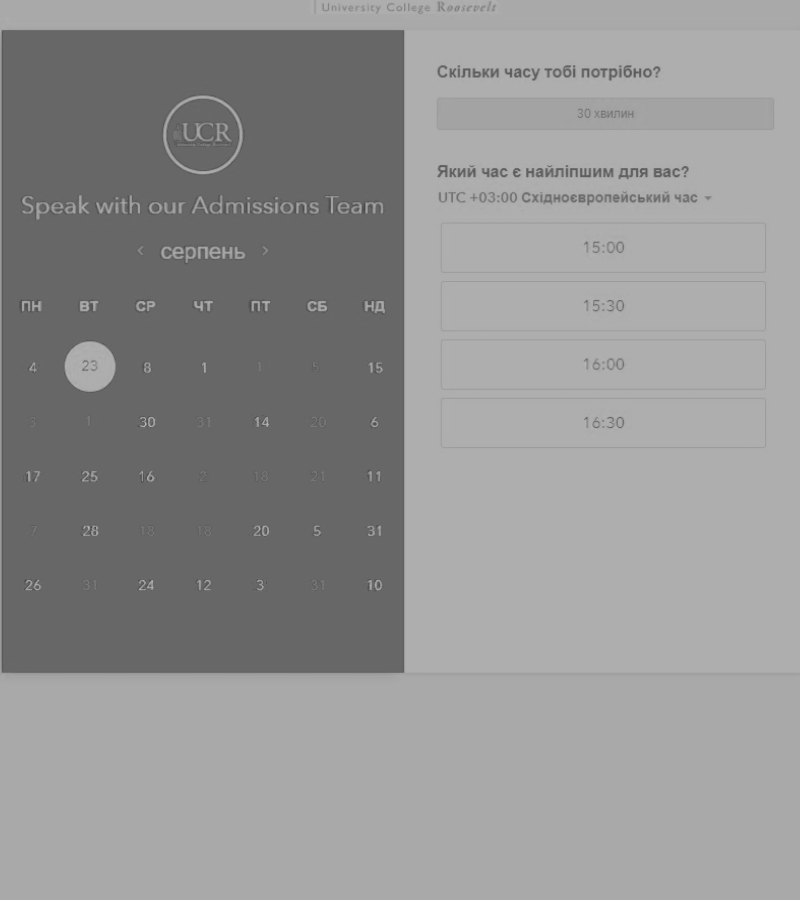 University College Roosevelt
UCR
Speak with our Admissions Team
серпень
ПН ВТ СР ЧТ ПТ СБ НД
4 23 8 1 1 5 15
3 1 30 31 14 20 6
17 25 16 2 18 21 11
7 28 18 18 20 5 31
26 31 24 12 3 31 10
Скільки часу тобі потрібно?
30 хвилин
Який час є найліпшим для вас?
UTC +03:00 Східноєвропейський час
15:00
15:30
16:00
16:30